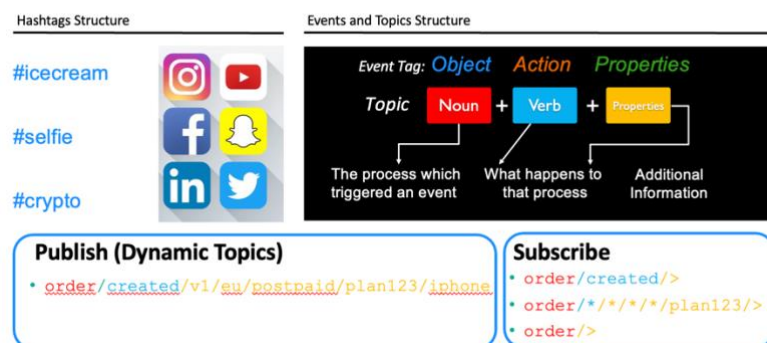 Hashtags Structure
#icecream
#selfie
#crypto
Events and Topics Structure
Event Tag: Object Action Properties
Topic Noun + Verb + Properties
The process which
triggered an event
What happens to
that process
Additional
Information
Publish (Dynamic Topics)
• order/created/v1/eu/postpaid/plan123/iphone
Subscribe
• order/created/>
• order/*/*/*/*/plan123/>
• order/>